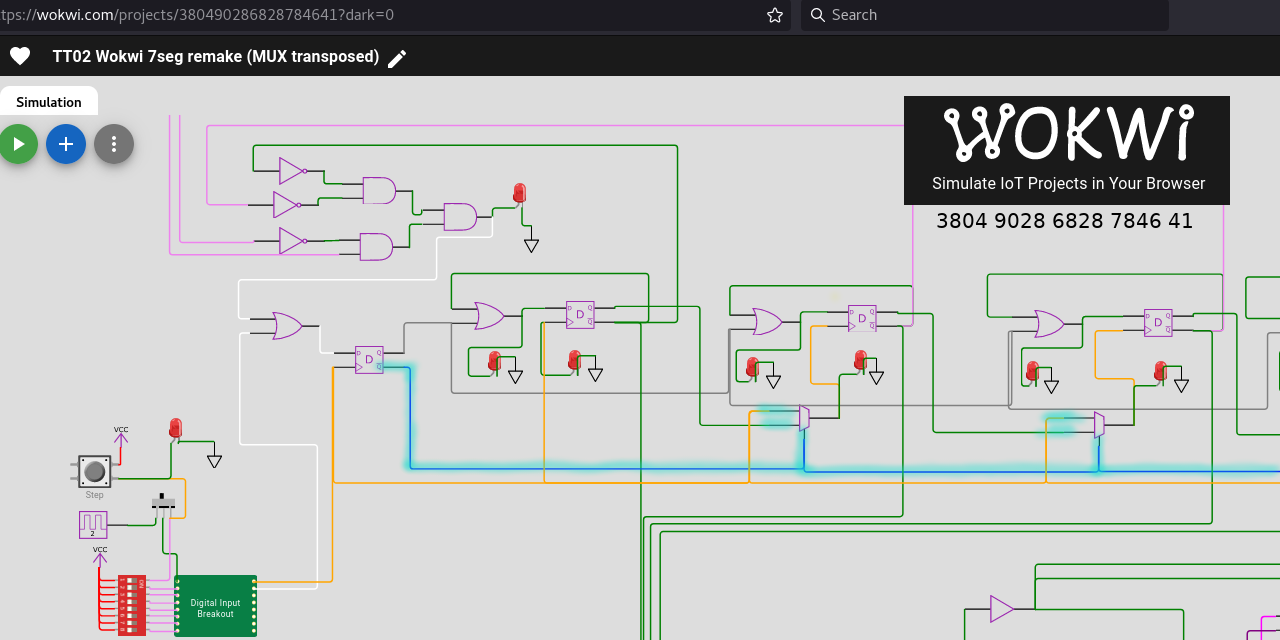 tps://wokwi.com/projects/380490286828784641?dark=0
Search
TT02 Wokwi 7seg remake (MUX transposed)
Simulation
WOKWi
Simulate IoT Projects in Your Browser
3804 9028 6828 7846 41
D Q
D Q
D
D Q
VCC
Step
2
VCC
Digital Input
Breakout